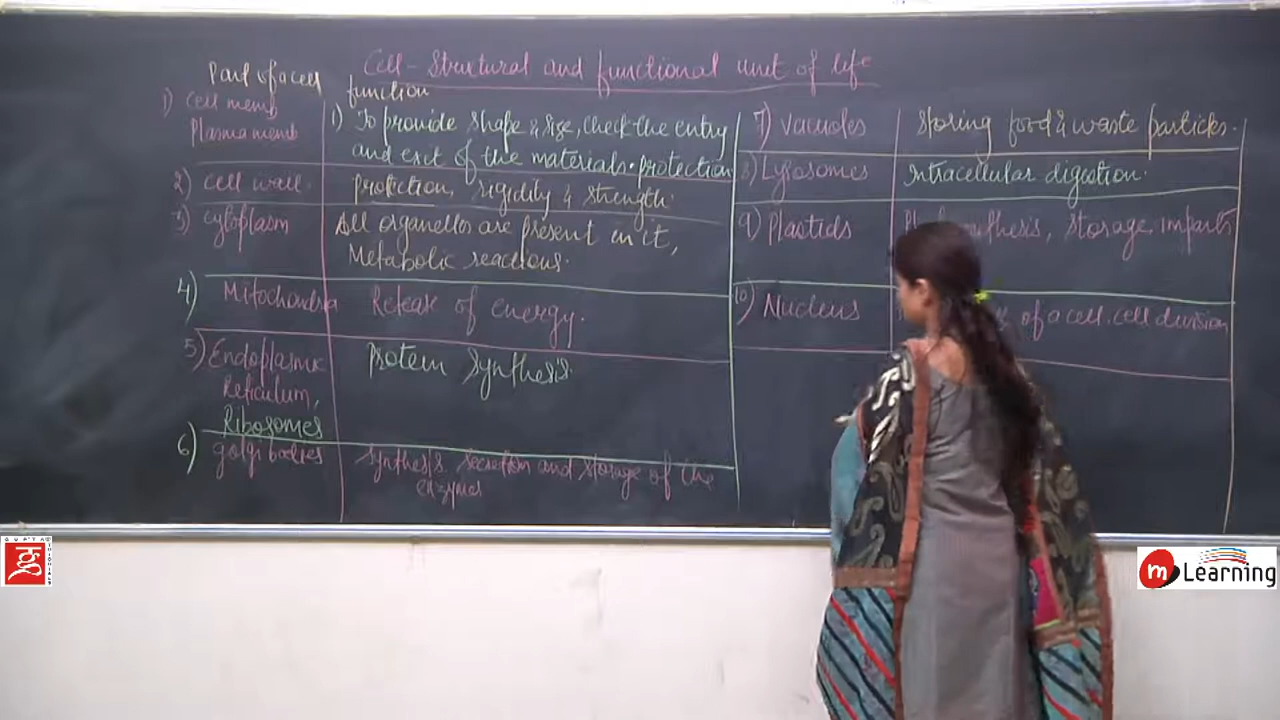 Cell - Structural and functional unit of life
Part of a cell
function
1) Cell memb
Plasma memb
1) To provide shape & size, check the entry
and exit of the materials. protection
2) Cell wall
protection, rigidity & strength.
3) Cytoplasm
All organelles are present in it,
Metabolic reactions.
4) Mitochondria
Release of energy.
5) Endoplasmic
Reticulum,
Ribosomes
Protein Synthesis.
6) golgi bodies
Synthesis secretion and storage of the
enzymes
7) Vacuoles
Storing food & waste particles.
8) Lysosomes
Intracellular digestion.
9) Plastids
Storage, imparts
10) Nucleus
of a cell. cell division
GUPTA
TUTORIALS
m Learning